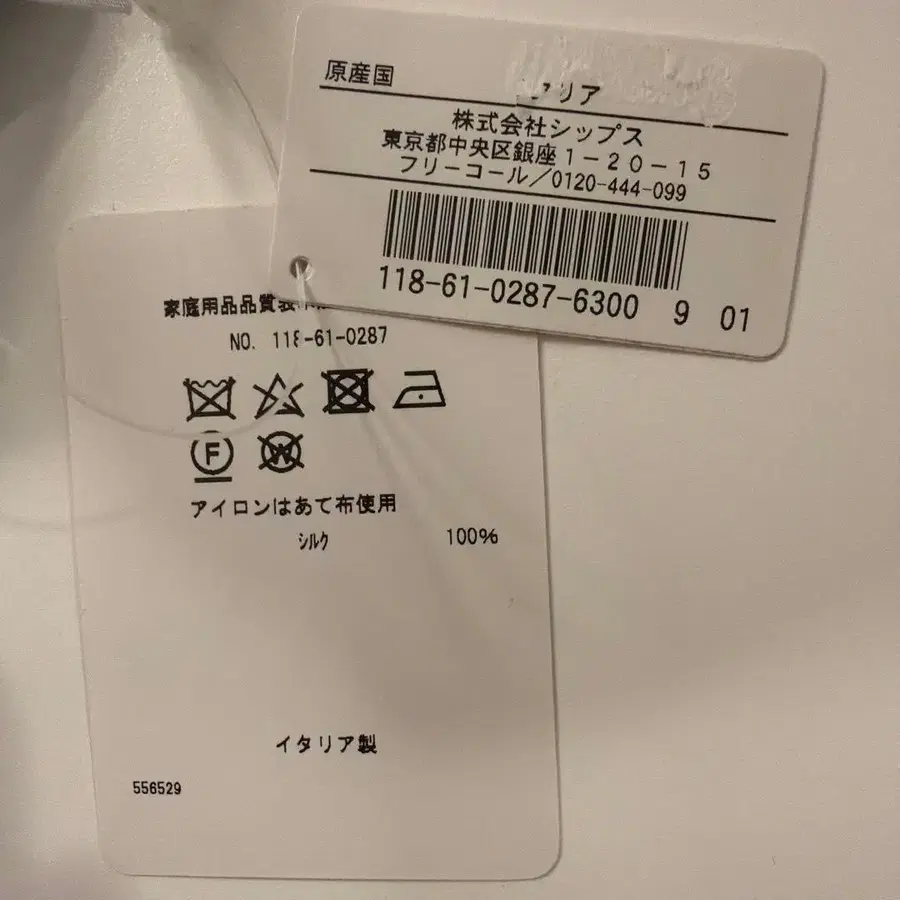 原産国 タリア
株式会社シップス
東京都中央区銀座1-20-15
フリーコール/0120-444-099
118-61-0287-6300 9 01
家庭用品品質表
NO. 118-61-0287
F
W
アイロンはあて布使用
シルク 100%
イタリア製
556529